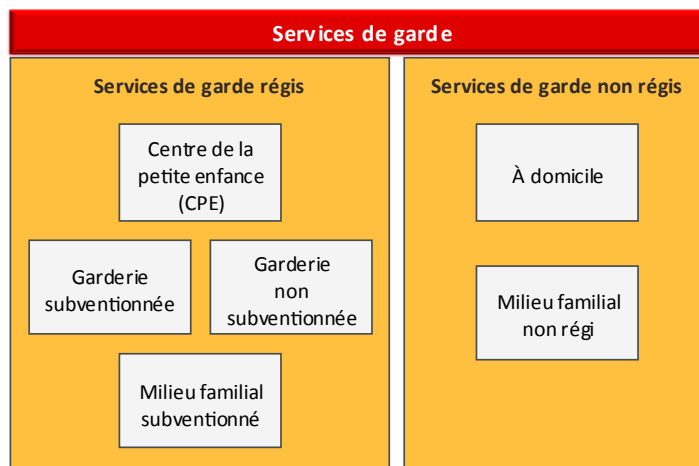 Services de garde
Services de garde régis
Services de garde non régis
Centre de la
petite enfance
(CPE)
À domicile
Garderie
subventionnée
Garderie
non
subventionnée
Milieu familial
non régi
Milieu familial
subventionné